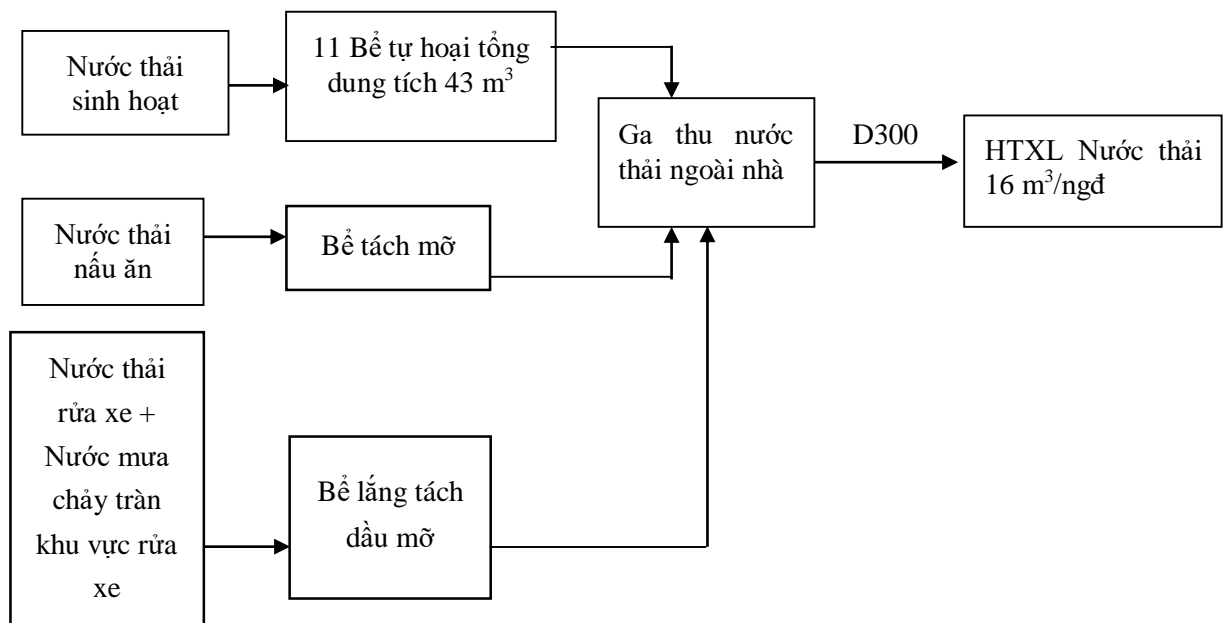 Nước thải
sinh hoạt
11 Bể tự hoại tổng
dung tích 43 m³
Ga thu nước
thải ngoài nhà
D300
HTXL Nước thải
16 m³/ngđ
Nước thải
nấu ăn
Bể tách mỡ
Nước thải
rửa xe +
Nước mưa
chảy tràn
khu vực rửa
xe
Bể lắng tách
dầu mỡ